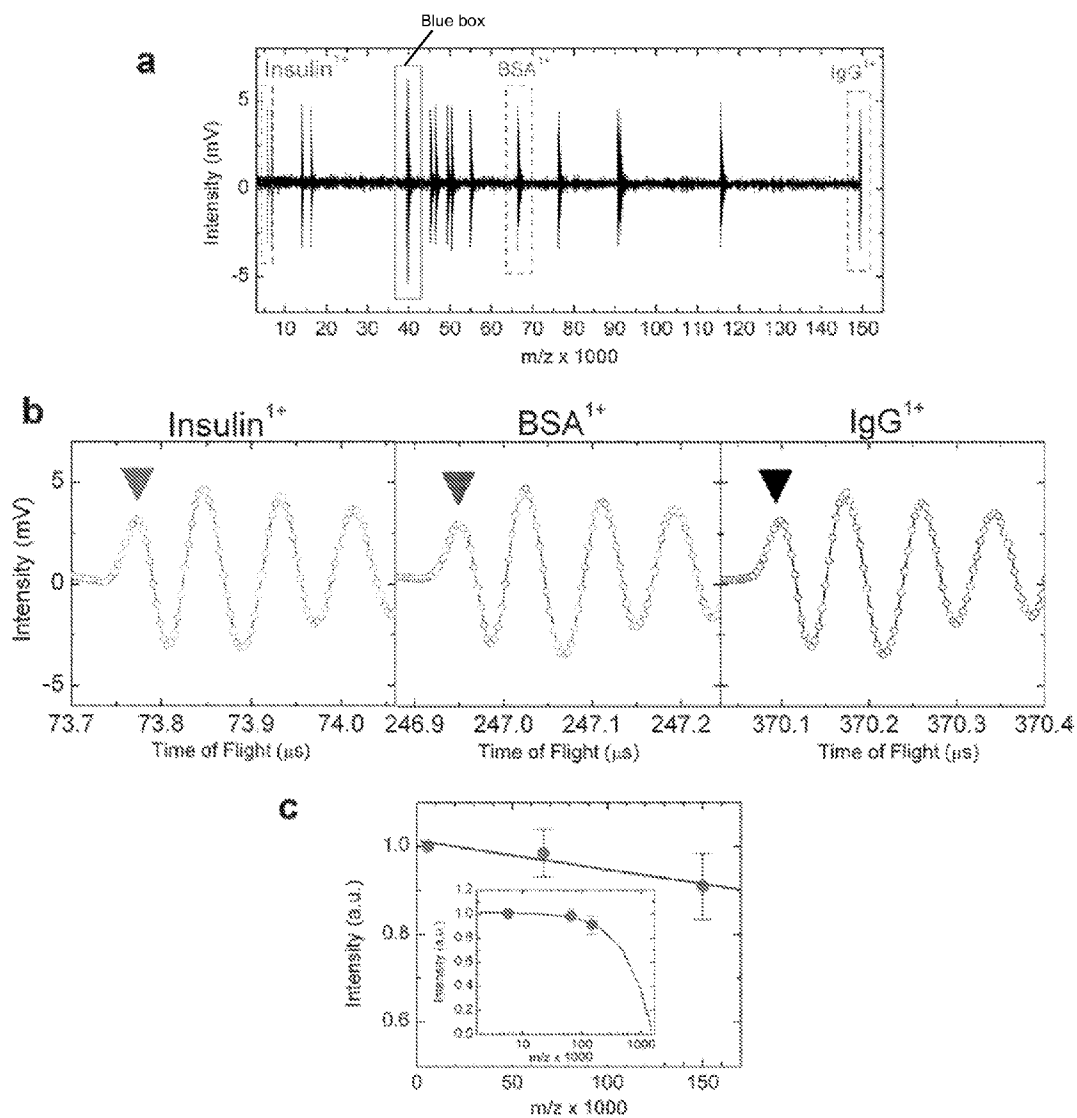 Blue box
a
Insulin¹⁺
BSA¹⁺
IgG¹⁺
Intensity (mV)
5
0
-5
10 20 30 40 50 60 70 80 90 100 110 120 130 140 150
m/z x 1000
b
Insulin¹⁺
BSA¹⁺
IgG¹⁺
Intensity (mV)
5
0
-5
73.7 73.8 73.9 74.0 246.9 247.0 247.1 247.2 370.1 370.2 370.3 370.4
Time of Flight (μs) Time of Flight (μs) Time of Flight (μs)
c
Intensity (a.u.)
1.0
0.8
0.6
Intensity (a.u.)
1.2
1.0
0.8
0.6
0.4
0.2
0.0
10 100 1000
m/z x 1000
0 50 100 150
m/z x 1000